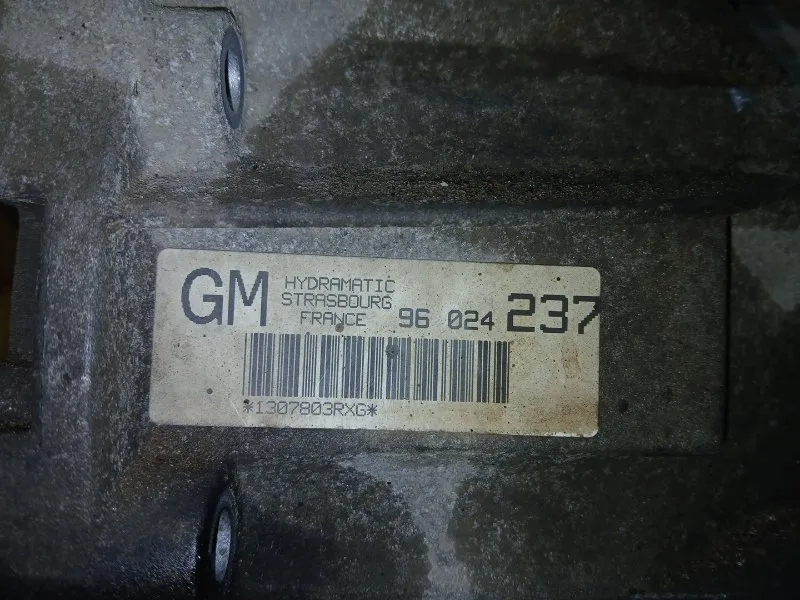 GM HYDRAMATIC
STRASBOURG
FRANCE 96 024 237
*1307803RXG*